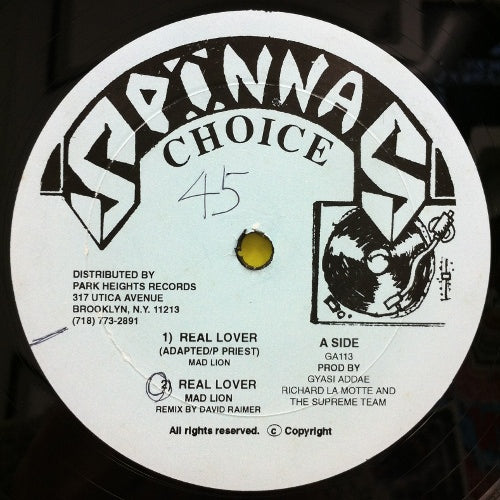 SPINNAS
CHOICE
45
DISTRIBUTED BY
PARK HEIGHTS RECORDS
317 UTICA AVENUE
BROOKLYN, N.Y. 11213
(718) 773-2891
1) REAL LOVER
(ADAPTED/P PRIEST)
MAD LION
2) REAL LOVER
MAD LION
REMIX BY DAVID RAIMER
A SIDE
GA113
PROD BY
GYASI ADDAE
RICHARD LA MOTTE AND
THE SUPREME TEAM
All rights reserved. © Copyright